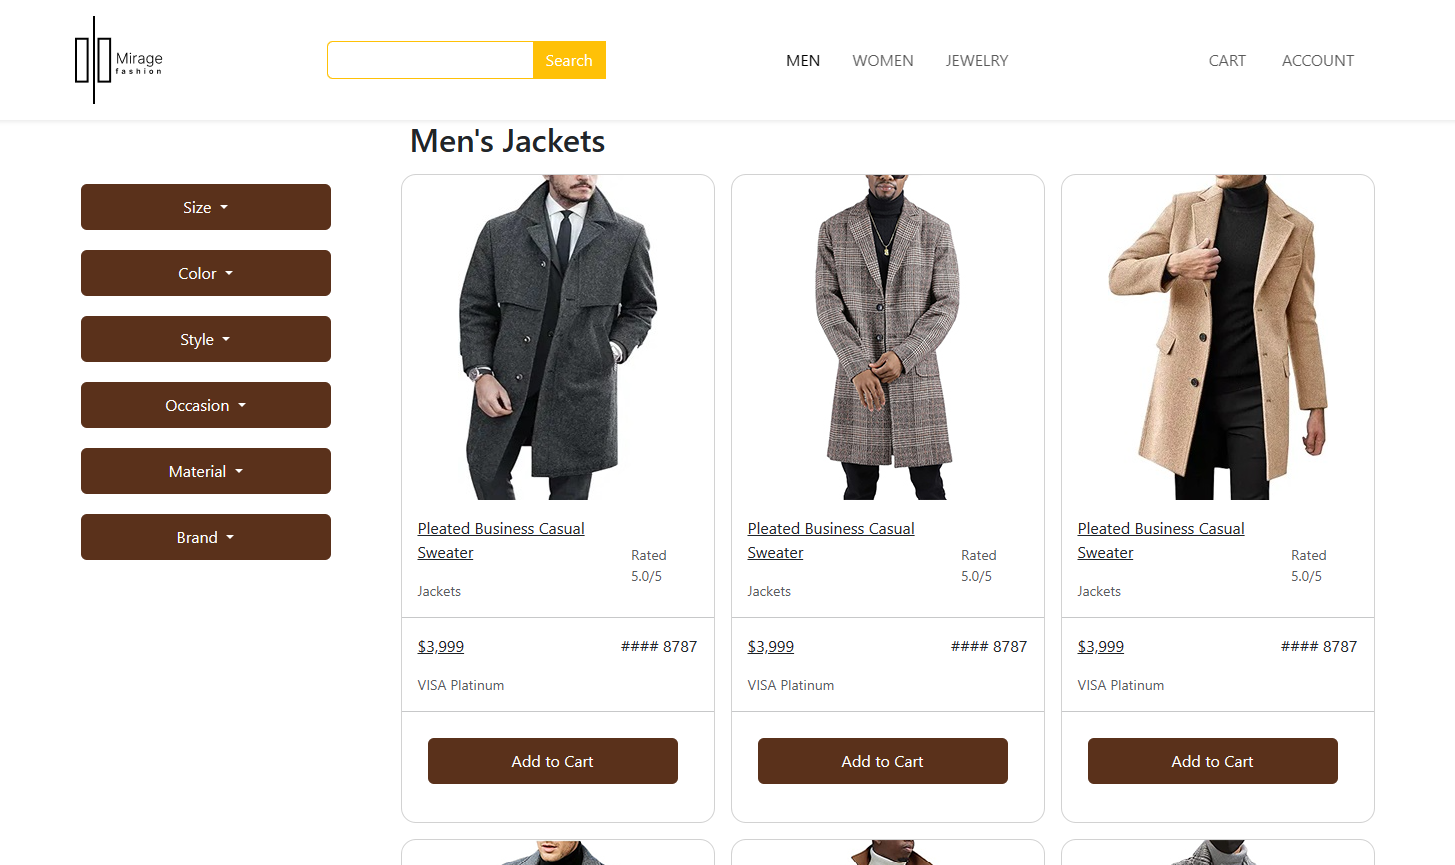 Mirage
fashion
Search
MEN WOMEN JEWELRY
CART ACCOUNT
Men's Jackets
Size
Color
Style
Occasion
Material
Brand
Pleated Business Casual
Sweater
Jackets
Rated
5.0/5
$3,999 #### 8787
VISA Platinum
Add to Cart
Pleated Business Casual
Sweater
Jackets
Rated
5.0/5
$3,999 #### 8787
VISA Platinum
Add to Cart
Pleated Business Casual
Sweater
Jackets
Rated
5.0/5
$3,999 #### 8787
VISA Platinum
Add to Cart